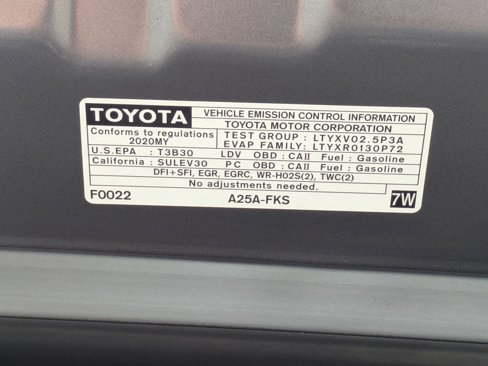 TOYOTA VEHICLE EMISSION CONTROL INFORMATION
TOYOTA MOTOR CORPORATION
Conforms to regulations
2020MY
TEST GROUP : LTYXV02.5P3A
EVAP FAMILY: LTYXR0130P72
U.S.EPA : T3B30 LDV OBD : CAII Fuel : Gasoline
California : SULEV30 PC OBD : CAII Fuel : Gasoline
DFI+SFI, EGR, EGRC, WR-HO2S(2), TWC(2)
No adjustments needed.
F0022 A25A-FKS 7W